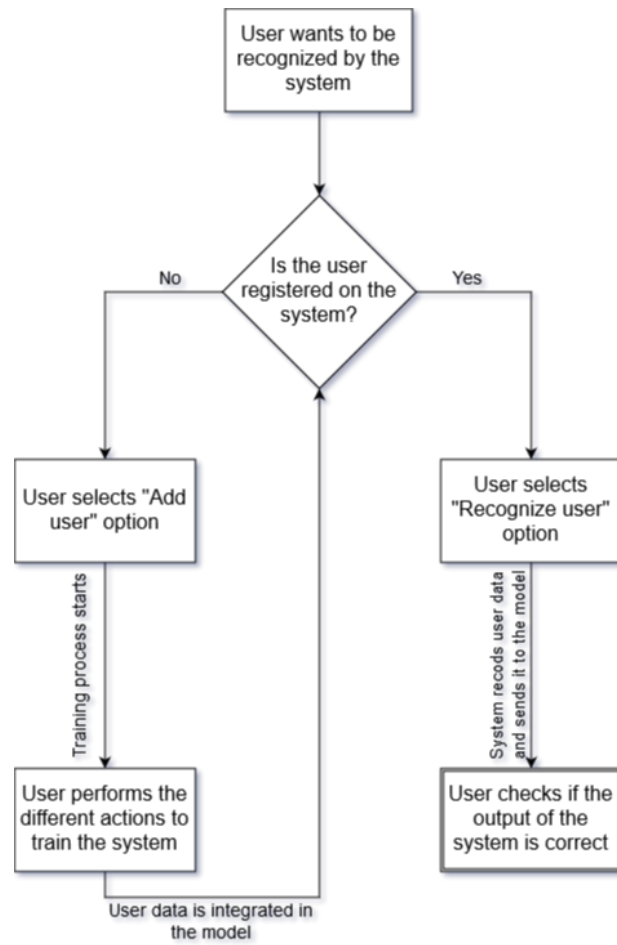 User wants to be
recognized by the
system
Is the user
registered on the
system?
No
Yes
User selects "Add
user" option
User selects
"Recognize user"
option
Training process starts
System recods user data
and sends it to the model
User performs the
different actions to
train the system
User checks if the
output of the
system is correct
User data is integrated in
the model